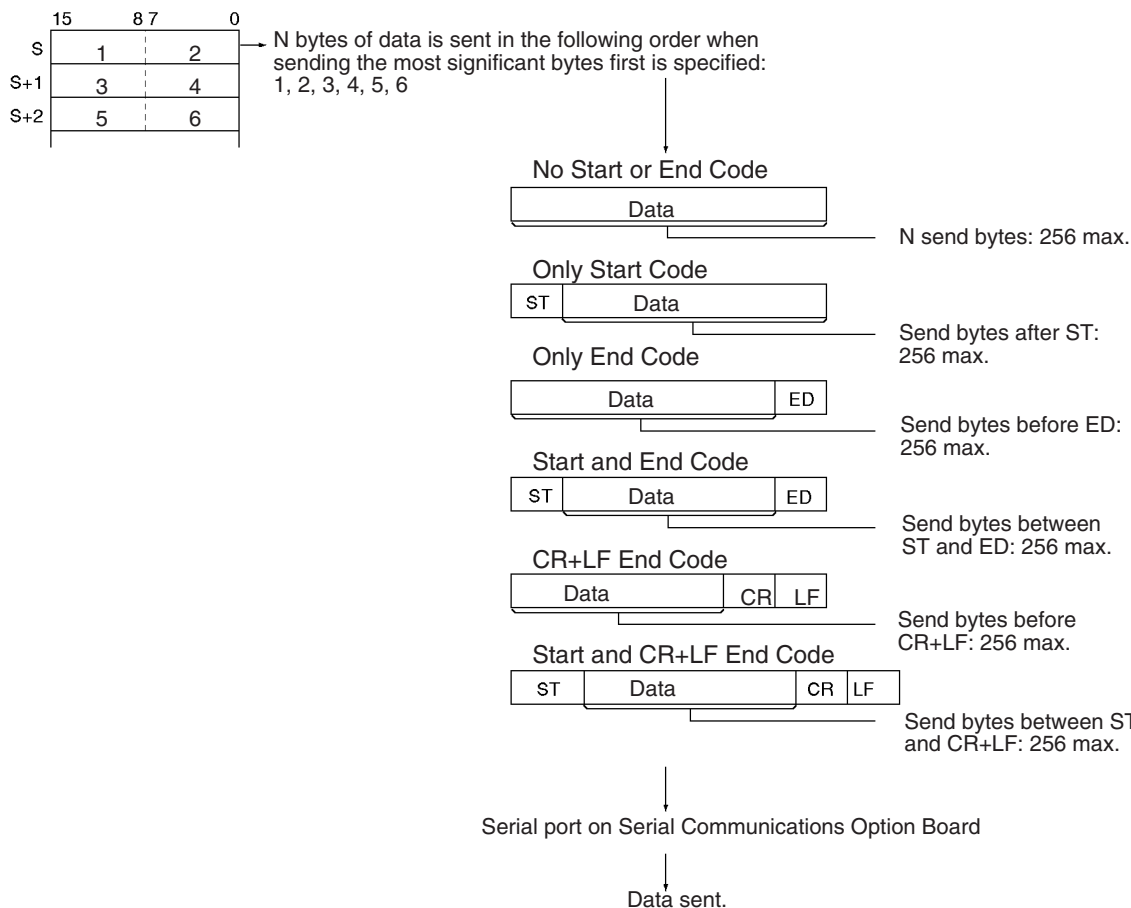 15 8 7 0
S 1 2
S+1 3 4
S+2 5 6
N bytes of data is sent in the following order when
sending the most significant bytes first is specified:
1, 2, 3, 4, 5, 6
No Start or End Code
Data
N send bytes: 256 max.
Only Start Code
ST Data
Send bytes after ST:
256 max.
Only End Code
Data ED
Send bytes before ED:
256 max.
Start and End Code
ST Data ED
Send bytes between
ST and ED: 256 max.
CR+LF End Code
Data CR LF
Send bytes before
CR+LF: 256 max.
Start and CR+LF End Code
ST Data CR LF
Send bytes between ST
and CR+LF: 256 max.
Serial port on Serial Communications Option Board
Data sent.